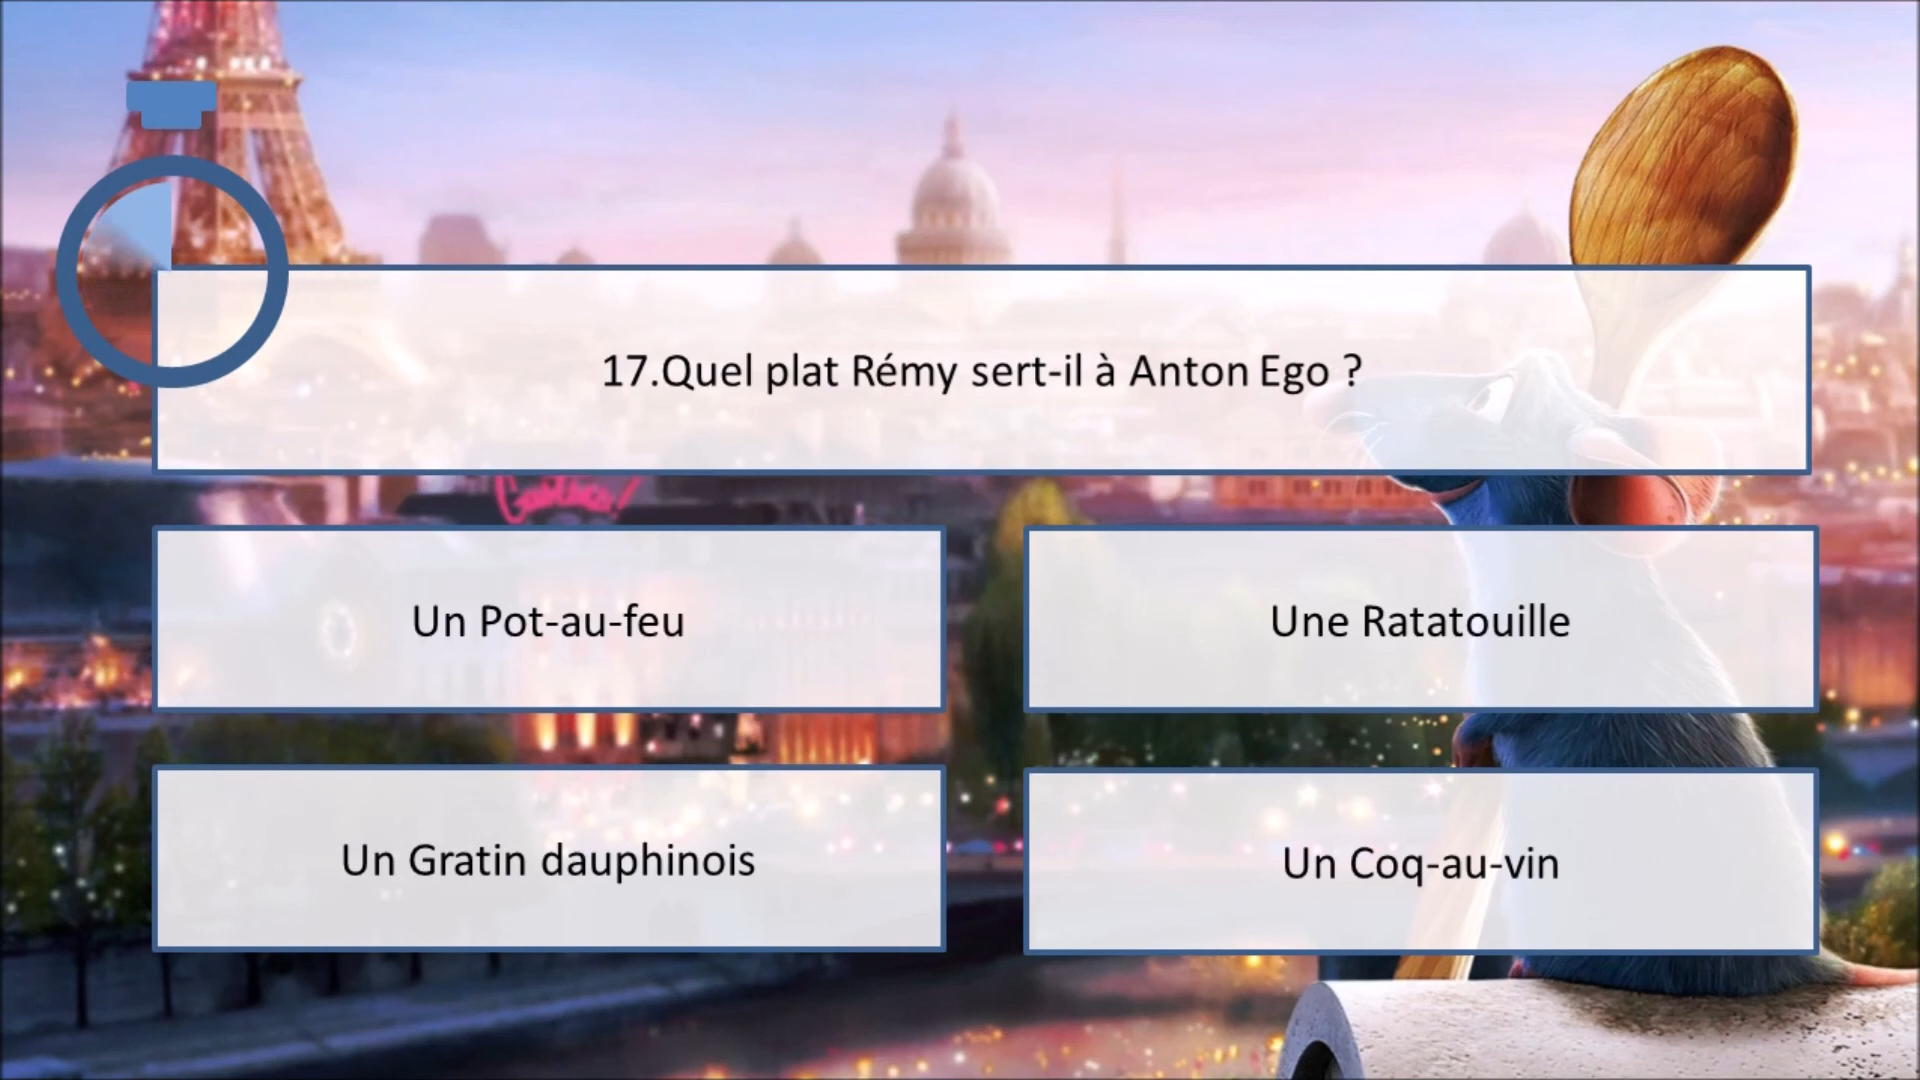 17.Quel plat Rémy sert-il à Anton Ego ?
Gusteau's
Un Pot-au-feu
Une Ratatouille
Un Gratin dauphinois
Un Coq-au-vin